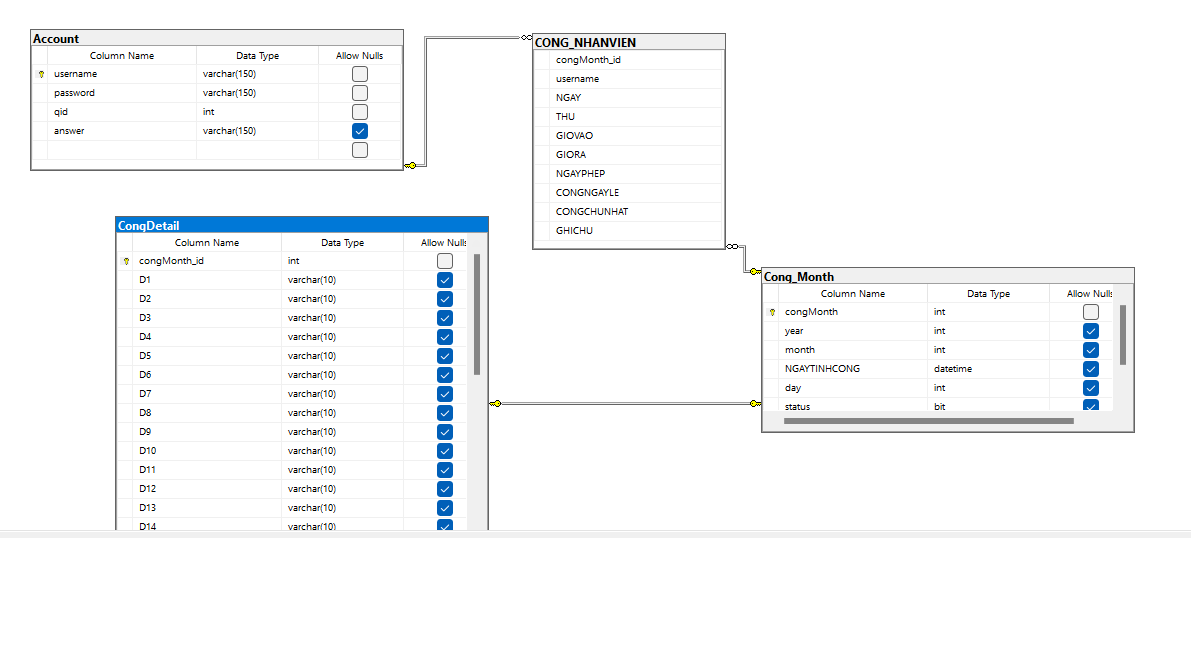 Account
Column Name Data Type Allow Nulls
username varchar(150)
password varchar(150)
qid int
answer varchar(150)
CONG_NHANVIEN
congMonth_id
username
NGAY
THU
GIOVAO
GIORA
NGAYPHEP
CONGNGAYLE
CONGCHUNHAT
GHICHU
CongDetail
Column Name Data Type Allow Nulls
congMonth_id int
D1 varchar(10)
D2 varchar(10)
D3 varchar(10)
D4 varchar(10)
D5 varchar(10)
D6 varchar(10)
D7 varchar(10)
D8 varchar(10)
D9 varchar(10)
D10 varchar(10)
D11 varchar(10)
D12 varchar(10)
D13 varchar(10)
D14 varchar(10)
Cong_Month
Column Name Data Type Allow Nulls
congMonth int
year int
month int
NGAYTINHCONG datetime
day int
status bit